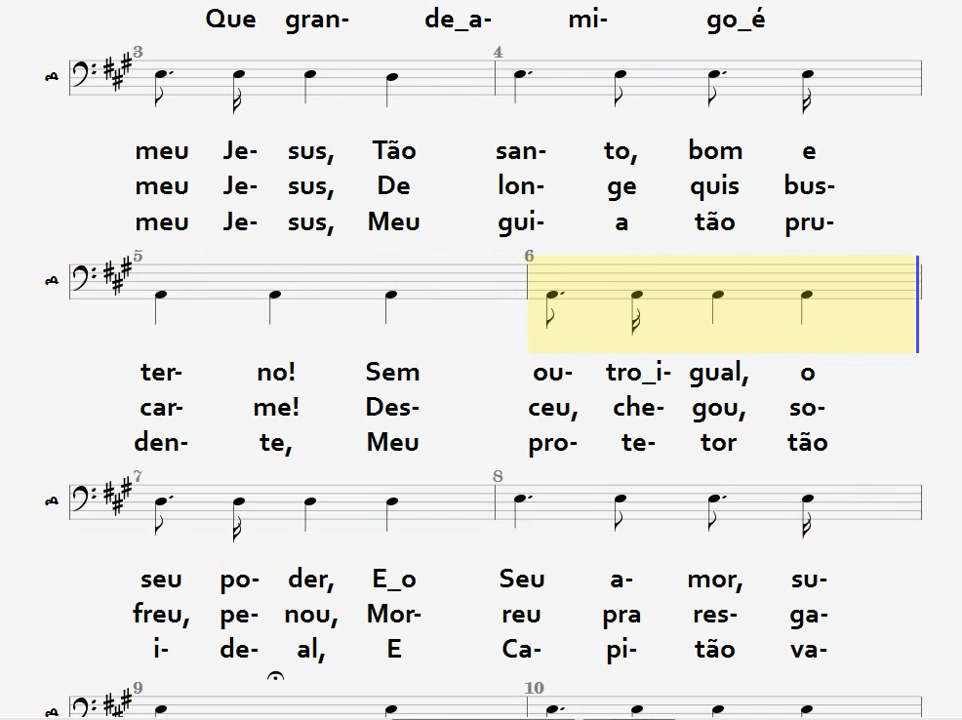 Que gran- de_a- mi- go_é
3 4
B
meu Je- sus, Tão san- to, bom e
meu Je- sus, De lon- ge quis bus-
meu Je- sus, Meu gui- a tão pru-
5 6
B
ter- no! Sem ou- tro_i- gual, o
car- me! Des- ceu, che- gou, so-
den- te, Meu pro- te- tor tão
7 8
B
seu po- der, E_o Seu a- mor, su-
freu, pe- nou, Mor- reu pra res- ga-
i- de- al, E Ca- pi- tão va-
9 10